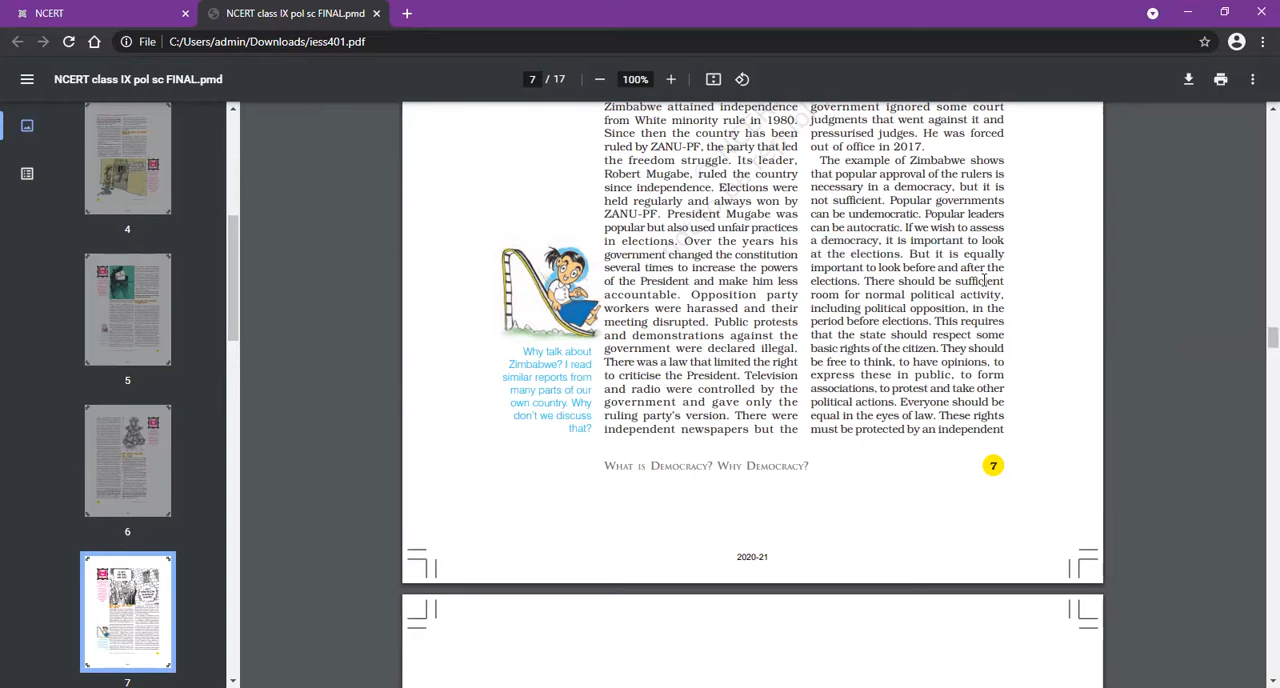 NCERT
NCERT class IX pol sc FINAL.pmd
File
C:/Users/admin/Downloads/iess401.pdf
NCERT class IX pol sc FINAL.pmd
7 / 17
100%
4
5
6
7
Zimbabwe attained independence
from White minority rule in 1980.
Since then the country has been
ruled by ZANU-PF, the party that led
the freedom struggle. Its leader,
Robert Mugabe, ruled the country
since independence. Elections were
held regularly and always won by
ZANU-PF. President Mugabe was
popular but also used unfair practices
in elections. Over the years his
government changed the constitution
several times to increase the powers
of the President and make him less
accountable. Opposition party
workers were harassed and their
meeting disrupted. Public protests
and demonstrations against the
government were declared illegal.
There was a law that limited the right
to criticise the President. Television
and radio were controlled by the
government and gave only the
ruling party's version. There were
independent newspapers but the
government ignored some court
judgments that went against it and
pressurised judges. He was forced
out of office in 2017.
The example of Zimbabwe shows
that popular approval of the rulers is
necessary in a democracy, but it is
not sufficient. Popular governments
can be undemocratic. Popular leaders
can be autocratic. If we wish to assess
a democracy, it is important to look
at the elections. But it is equally
important to look before and after the
elections. There should be sufficient
room for normal political activity,
including political opposition, in the
period before elections. This requires
that the state should respect some
basic rights of the citizen. They should
be free to think, to have opinions, to
express these in public, to form
associations, to protest and take other
political actions. Everyone should be
equal in the eyes of law. These rights
must be protected by an independent
Why talk about
Zimbabwe? I read
similar reports from
many parts of our
own country. Why
don't we discuss
that?
What is Democracy? Why Democracy?
7
2020-21